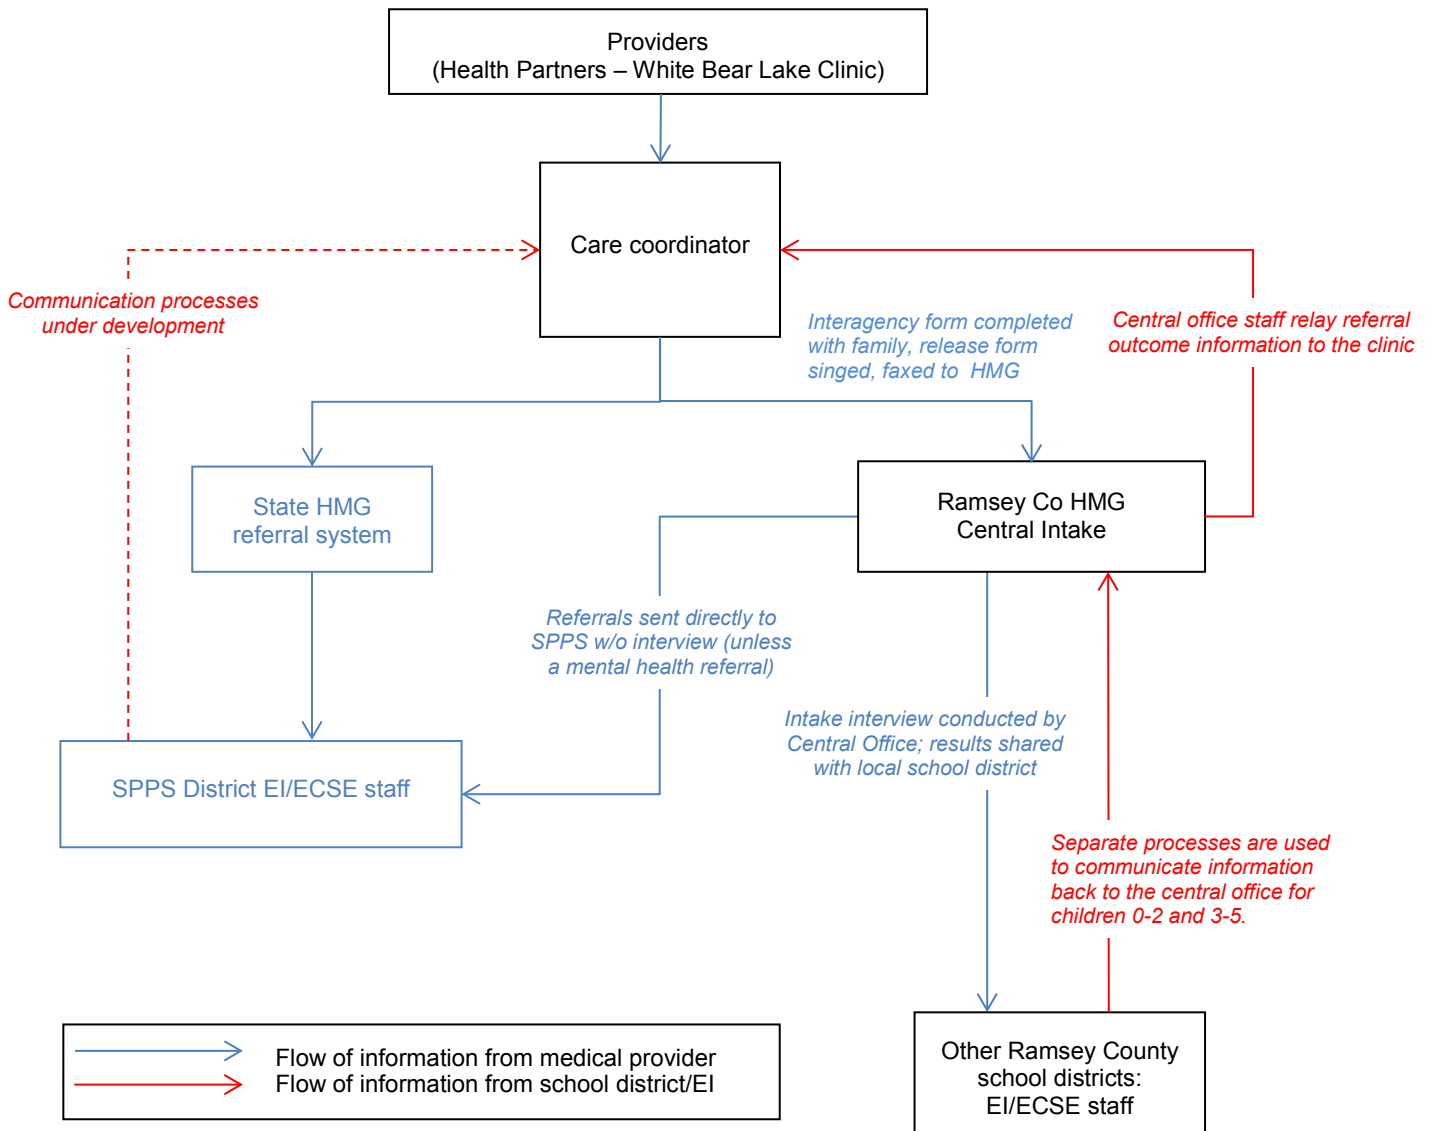 Providers
(Health Partners – White Bear Lake Clinic)
Care coordinator
Communication processes
under development
Interagency form completed
with family, release form
singed, faxed to  HMG
Central office staff relay referral
outcome information to the clinic
State HMG
referral system
Ramsey Co HMG
Central Intake
Referrals sent directly to
SPPS w/o interview (unless
a mental health referral)
Intake interview conducted by
Central Office; results shared
with local school district
SPPS District EI/ECSE staff
Separate processes are used
to communicate information
back to the central office for
children 0-2 and 3-5.
Flow of information from medical provider
Flow of information from school district/EI
Other Ramsey County
school districts:
EI/ECSE staff